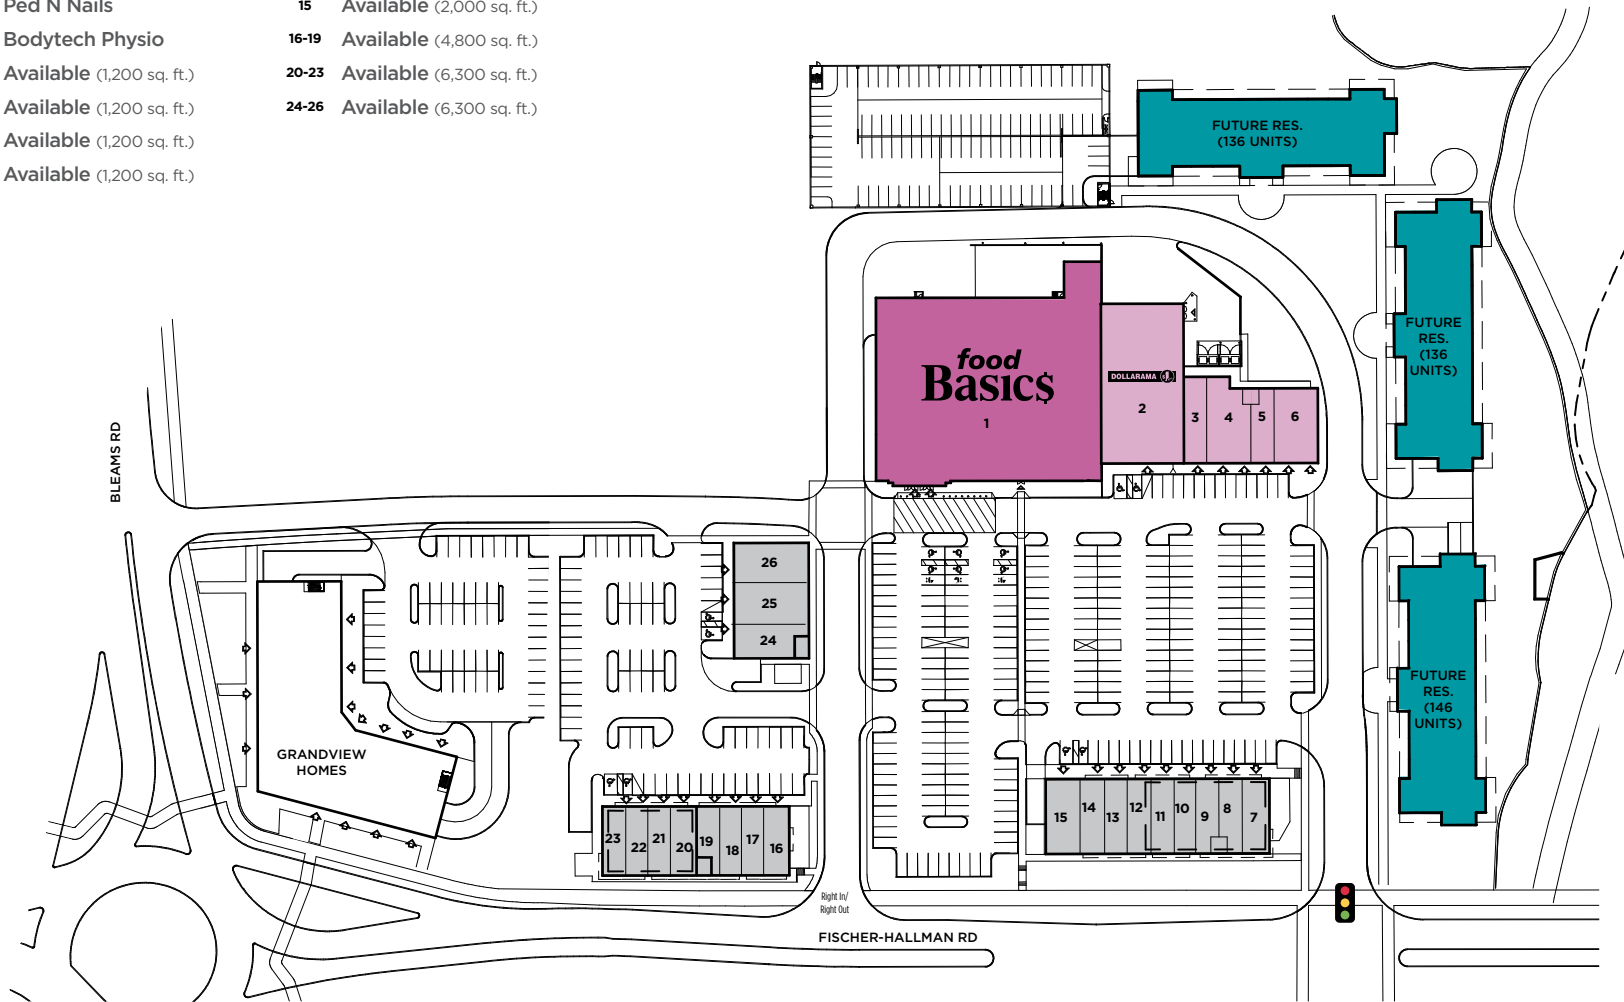 Ped N Nails
Bodytech Physio
Available (1,200 sq. ft.)
Available (1,200 sq. ft.)
Available (1,200 sq. ft.)
Available (1,200 sq. ft.)
15 Available (2,000 sq. ft.)
16-19 Available (4,800 sq. ft.)
20-23 Available (6,300 sq. ft.)
24-26 Available (6,300 sq. ft.)
FUTURE RES.
(136 UNITS)
FUTURE
RES.
(136
UNITS)
food
Basic$
1
DOLLARAMA
2
3
4
5
6
BLEAMS RD
26
25
24
FUTURE
RES.
(146
UNITS)
GRANDVIEW
HOMES
23
22
21
20
19
18
17
16
15
14
13
12
11
10
9
8
7
Right In/
Right Out
FISCHER-HALLMAN RD